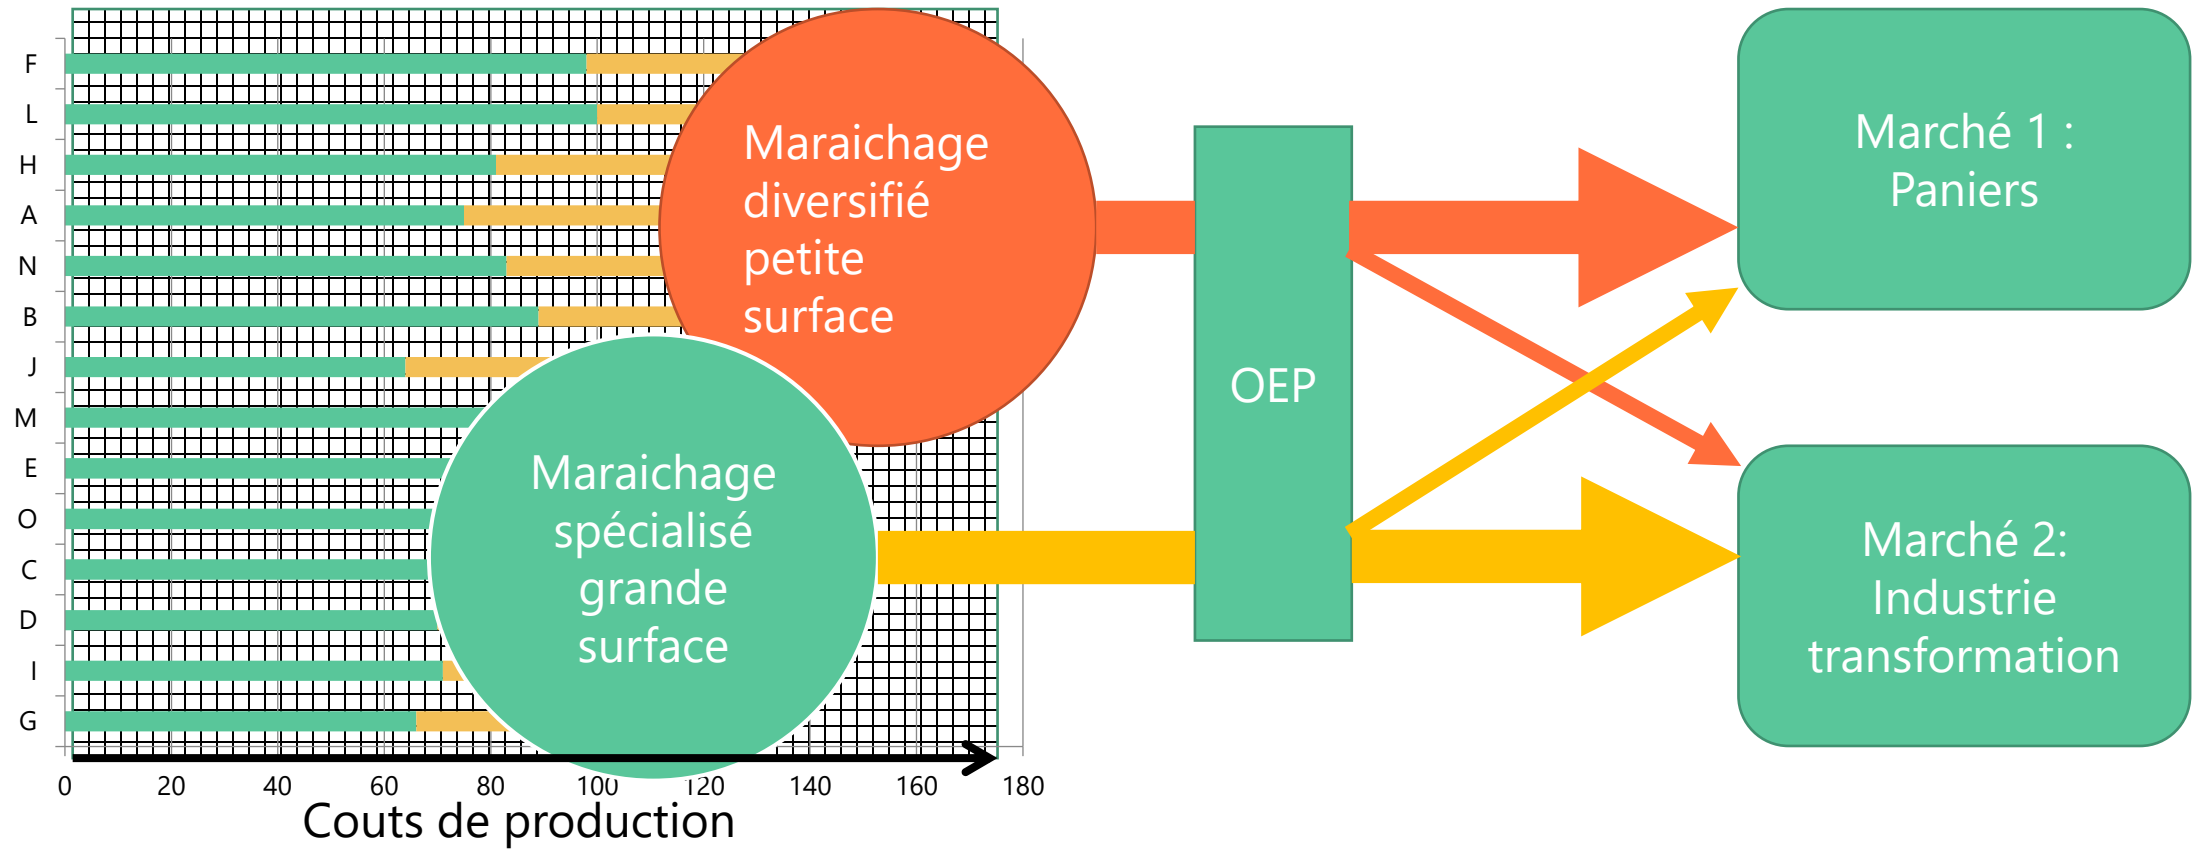 F
L
H
A
N
B
J
M
E
O
C
D
I
G
0 20 40 60 80 100 120 140 160 180
Couts de production
Maraichage
diversifié
petite
surface
Maraichage
spécialisé
grande
surface
OEP
Marché 1 :
Paniers
Marché 2:
Industrie
transformation